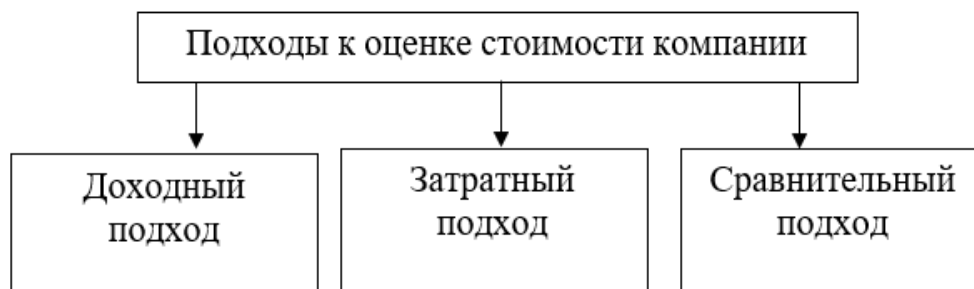 Подходы к оценке стоимости компании
Доходный
подход
Затратный
подход
Сравнительный
подход